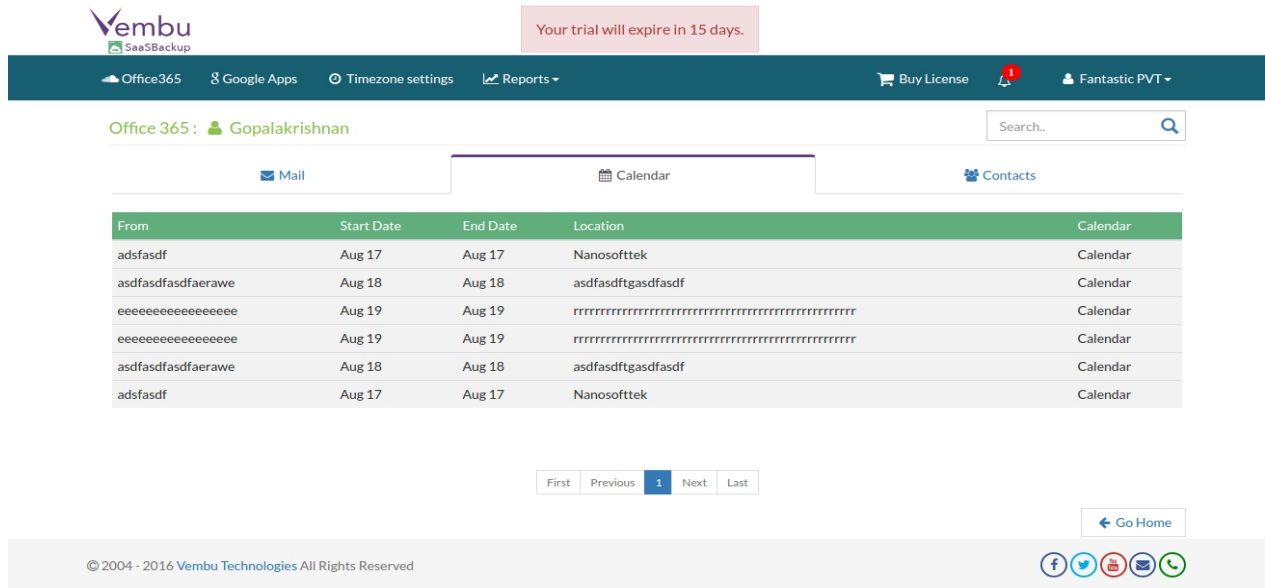 Vembu
SaaSBackup
Your trial will expire in 15 days.
Office365 Google Apps Timezone settings Reports Buy License 1 Fantastic PVT
Office 365 : Gopalakrishnan Search..
Mail Calendar Contacts
From Start Date End Date Location Calendar
adsfasdf Aug 17 Aug 17 Nanosofttek Calendar
asdfasdfasdfaerawe Aug 18 Aug 18 asdfasdftgasdfasdf Calendar
eeeeeeeeeeeeeeeee Aug 19 Aug 19 Calendar
eeeeeeeeeeeeeeeee Aug 19 Aug 19 Calendar
asdfasdfasdfaerawe Aug 18 Aug 18 asdfasdftgasdfasdf Calendar
adsfasdf Aug 17 Aug 17 Nanosofttek Calendar
First Previous 1 Next Last
Go Home
© 2004 - 2016 Vembu Technologies All Rights Reserved